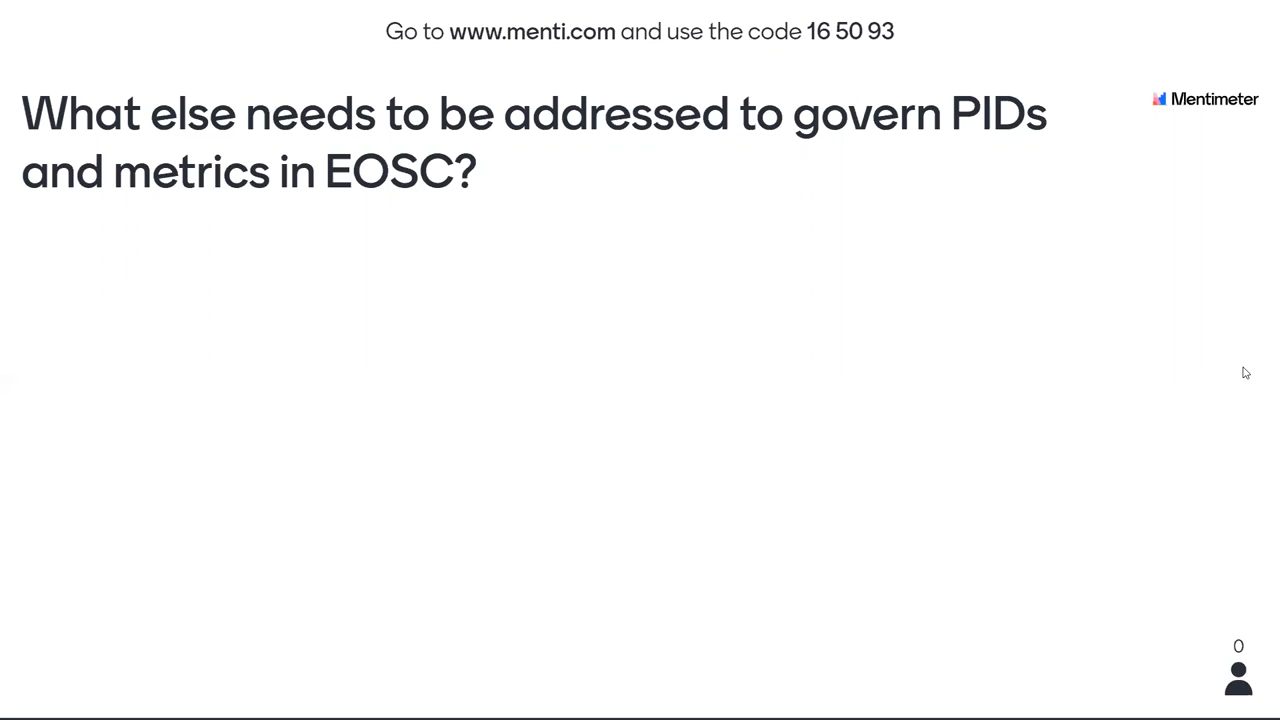 Go to www.menti.com and use the code 16 50 93
What else needs to be addressed to govern PIDs
and metrics in EOSC?
Mentimeter
0